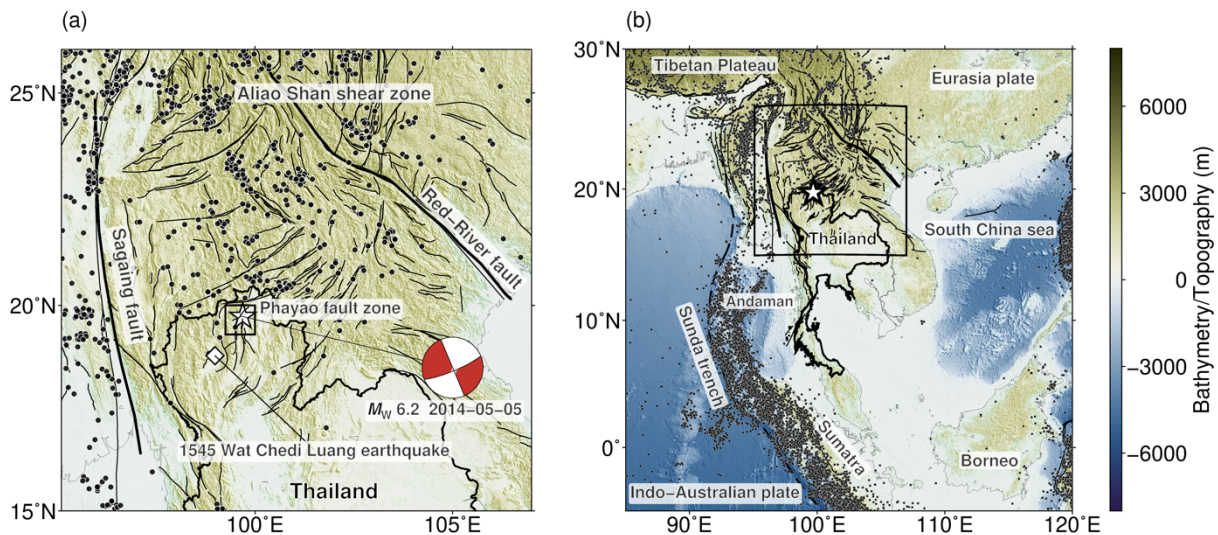 (a)
25˚N
20˚N
15˚N
100˚E
105˚E
Aliao Shan shear zone
Red−River fault
Sagaing fault
Phayao fault zone
MW 6.2 2014−05−05
1545 Wat Chedi Luang earthquake
Thailand
(b)
30˚N
20˚N
10˚N
0˚
90˚E
100˚E
110˚E
120˚E
Tibetan Plateau
Eurasia plate
South China sea
Thailand
Andaman
Sunda trench
Sumatra
Borneo
Indo−Australian plate
6000
3000
0
−3000
−6000
Bathymetry/Topography (m)